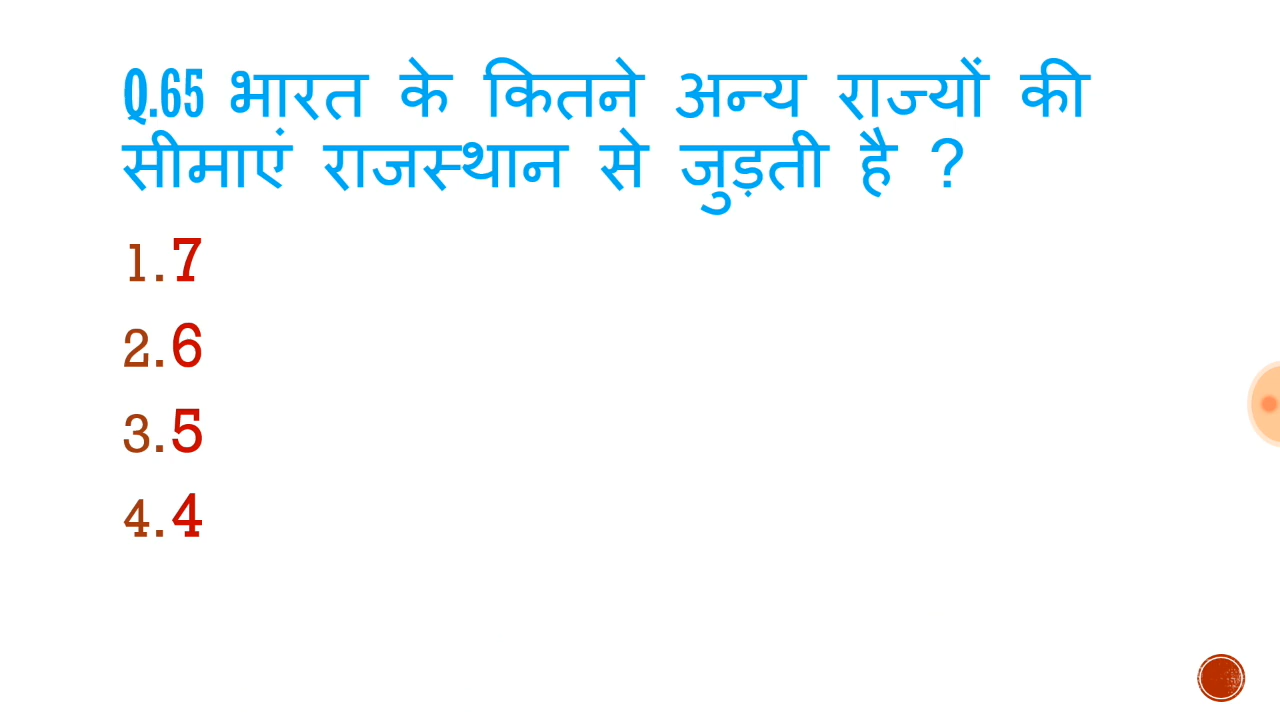 Q.65 भारत के कितने अन्य राज्यों की
सीमाएं राजस्थान से जुड़ती है ?
1.7
2.6
3.5
4.4